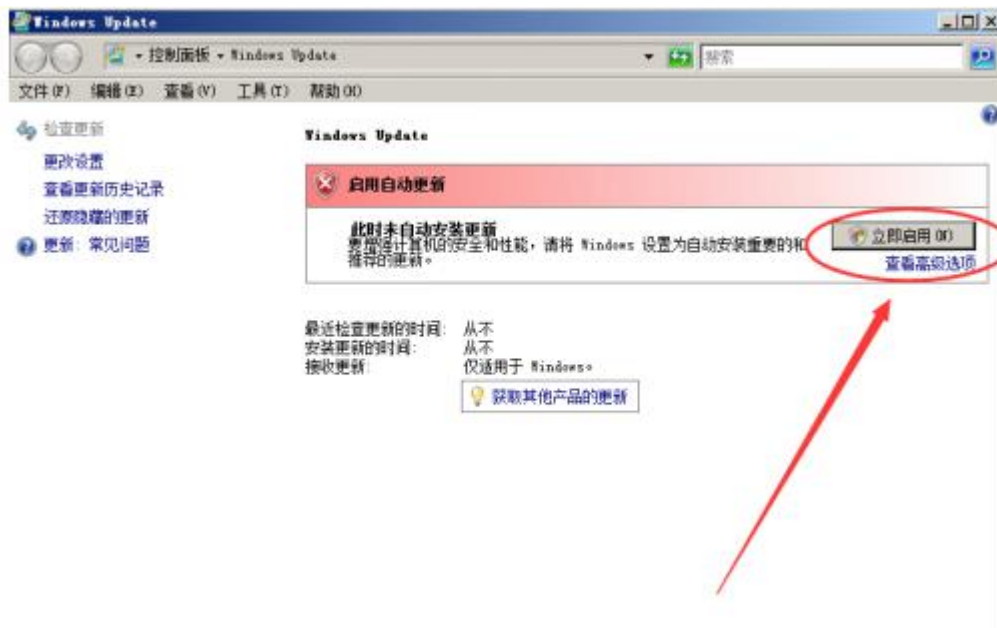 Windows Update
控制面板 Windows Update
搜索
文件(F) 编辑(E) 查看(V) 工具(T) 帮助(H)
检查更新
更改设置
查看更新历史记录
还原隐藏的更新
更新: 常见问题
Windows Update
启用自动更新
此时未自动安装更新
要增强计算机的安全和性能，请将 Windows 设置为自动安装重要的和
推荐的更新。
立即启用(N)
查看高级选项
最近检查更新的时间: 从不
安装更新的时间: 从不
接收更新: 仅适用于 Windows。
获取其他产品的更新